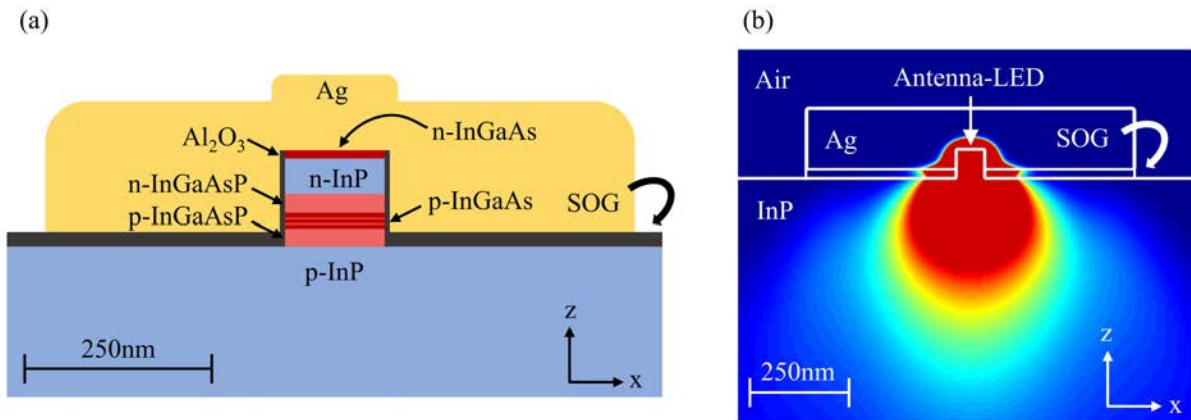 (a)
Ag
Al₂O₃
n-InGaAs
n-InGaAsP
n-InP
p-InGaAsP
p-InGaAs
SOG
p-InP
250nm
z
x
(b)
Air
Antenna-LED
Ag
SOG
InP
250nm
z
x